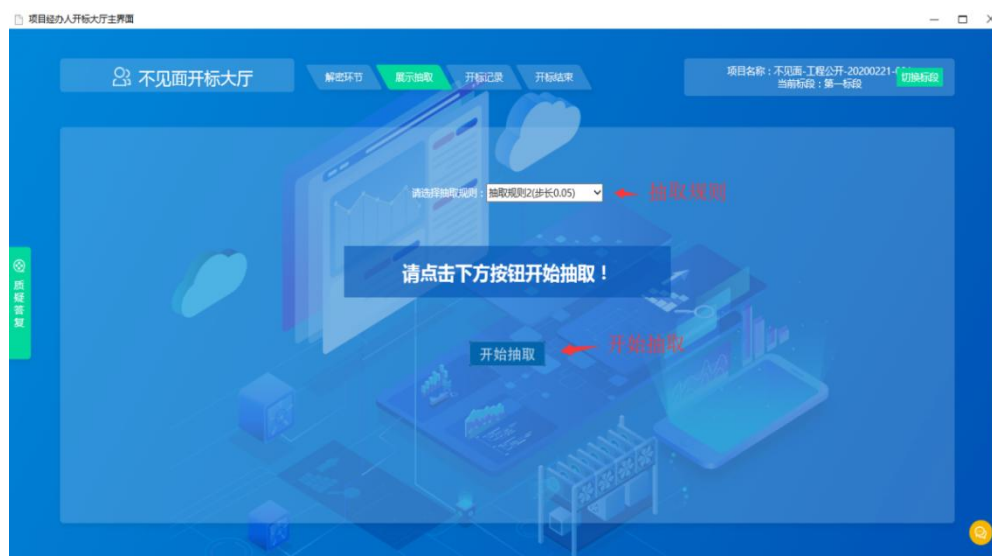 项目经办人开标大厅主界面
不见面开标大厅
解密环节 展示抽取 开标记录 开标结束
项目名称：不见面-工程公开-20200221-
当前标段：第一标段
切换标段
请选择抽取规则：抽取规则2(步长0.05)
抽取规则
质疑答复
请点击下方按钮开始抽取！
开始抽取
开始抽取